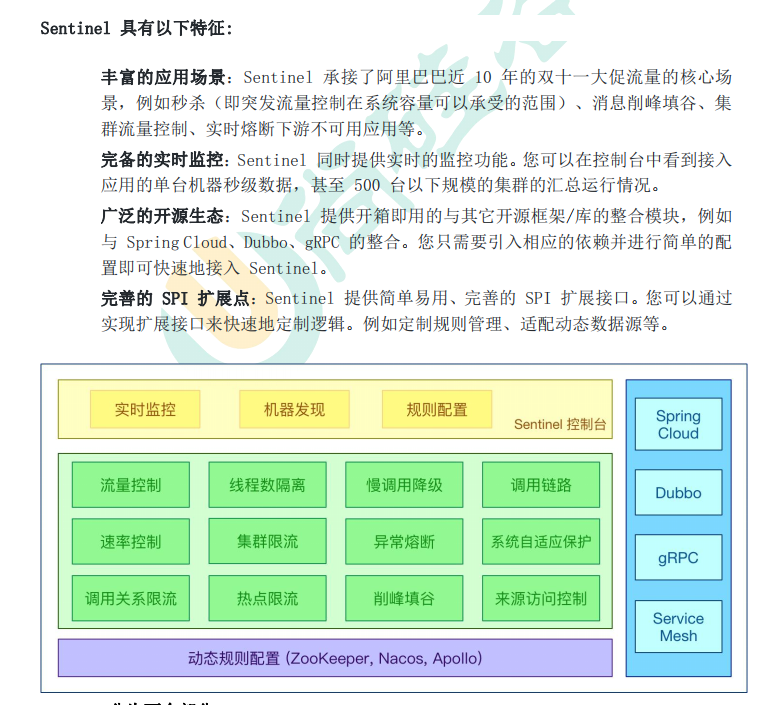 Sentinel 具有以下特征:
丰富的应用场景：Sentinel 承接了阿里巴巴近 10 年的双十一大促流量的核心场
景，例如秒杀（即突发流量控制在系统容量可以承受的范围）、消息削峰填谷、集
群流量控制、实时熔断下游不可用应用等。
完备的实时监控：Sentinel 同时提供实时的监控功能。您可以在控制台中看到接入
应用的单台机器秒级数据，甚至 500 台以下规模的集群的汇总运行情况。
广泛的开源生态：Sentinel 提供开箱即用的与其它开源框架/库的整合模块，例如
与 Spring Cloud、Dubbo、gRPC 的整合。您只需要引入相应的依赖并进行简单的配
置即可快速地接入 Sentinel。
完善的 SPI 扩展点：Sentinel 提供简单易用、完善的 SPI 扩展接口。您可以通过
实现扩展接口来快速地定制逻辑。例如定制规则管理、适配动态数据源等。
实时监控 机器发现 规则配置
Sentinel 控制台
流量控制 线程数隔离 慢调用降级 调用链路
速率控制 集群限流 异常熔断 系统自适应保护
调用关系限流 热点限流 削峰填谷 来源访问控制
动态规则配置 (ZooKeeper, Nacos, Apollo)
Spring
Cloud
Dubbo
gRPC
Service
Mesh